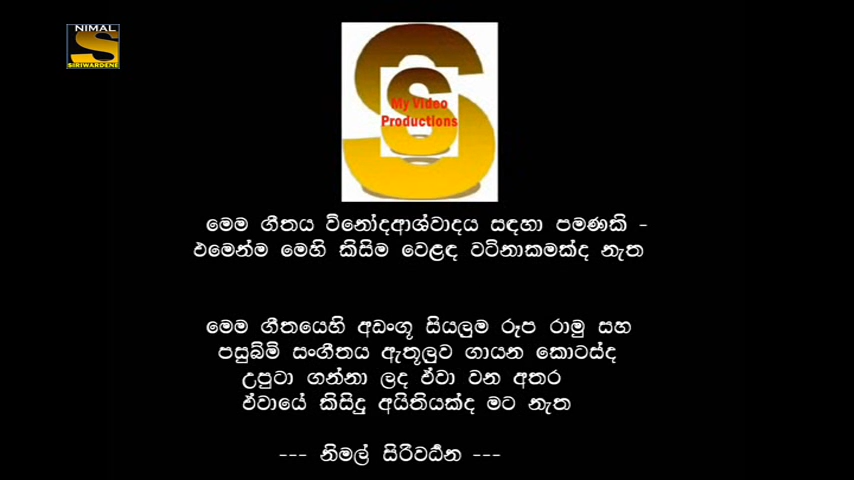 NIMAL
SIRIWARDENE
My Video
Productions
මෙම ගීතය විනෝදආශ්වාදය සඳහා පමණකි -
එමෙන්ම මෙහි කිසිම වෙළඳ වටිනාකමක්ද නැත
මෙම ගීතයෙහි අඩංගු සියලුම රූප රාමු සහ
පසුබිම් සංගීතය ඇතුලුව ගායන කොටස්ද
උපුටා ගන්නා ලද ඒවා වන අතර
ඒවායේ කිසිදු අයිතියක්ද මට නැත
--- නිමල් සිරිවර්ධන ---